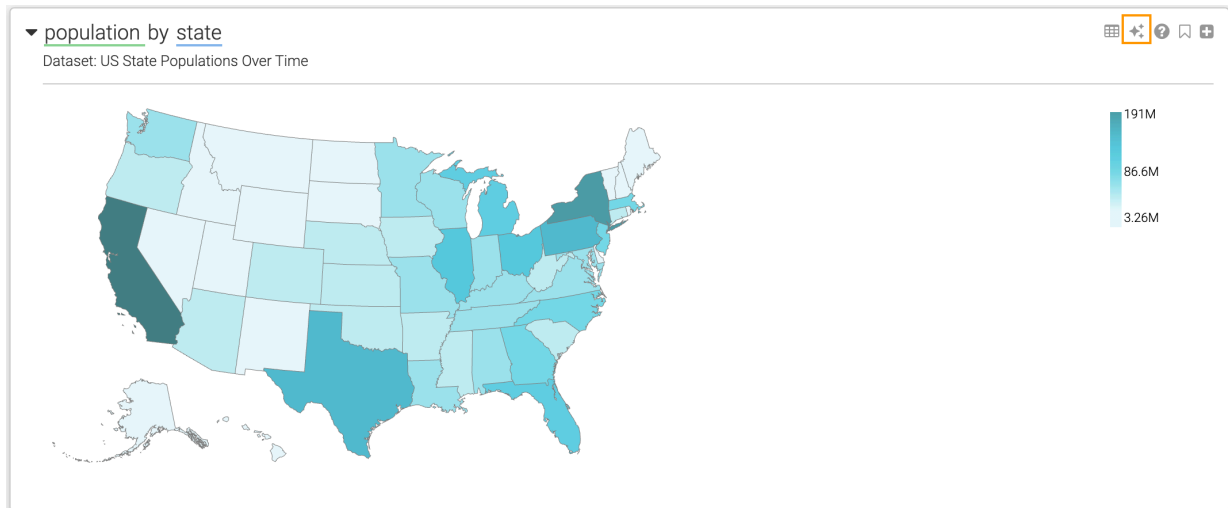 population by state
Dataset: US State Populations Over Time
191M
86.6M
3.26M